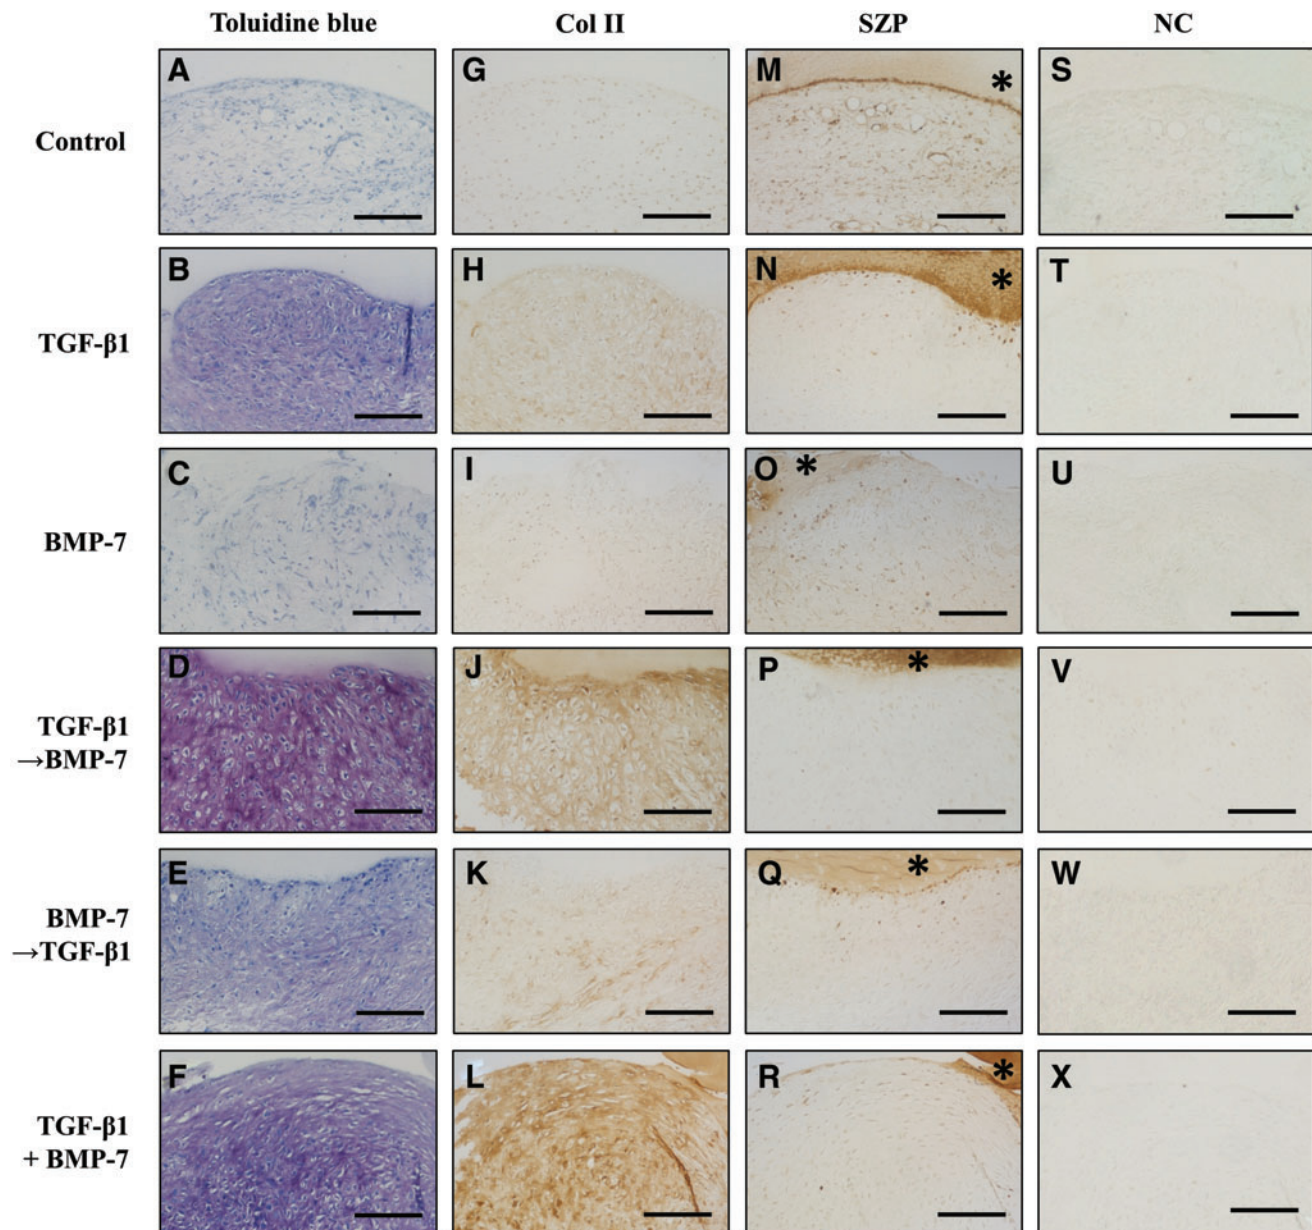 Toluidine blue Col II SZP NC
Control A G M * S
TGF-β1 B H N * T
BMP-7 C I O * U
TGF-β1
→BMP-7 D J P * V
BMP-7
→TGF-β1 E K Q * W
TGF-β1
+ BMP-7 F L R * X